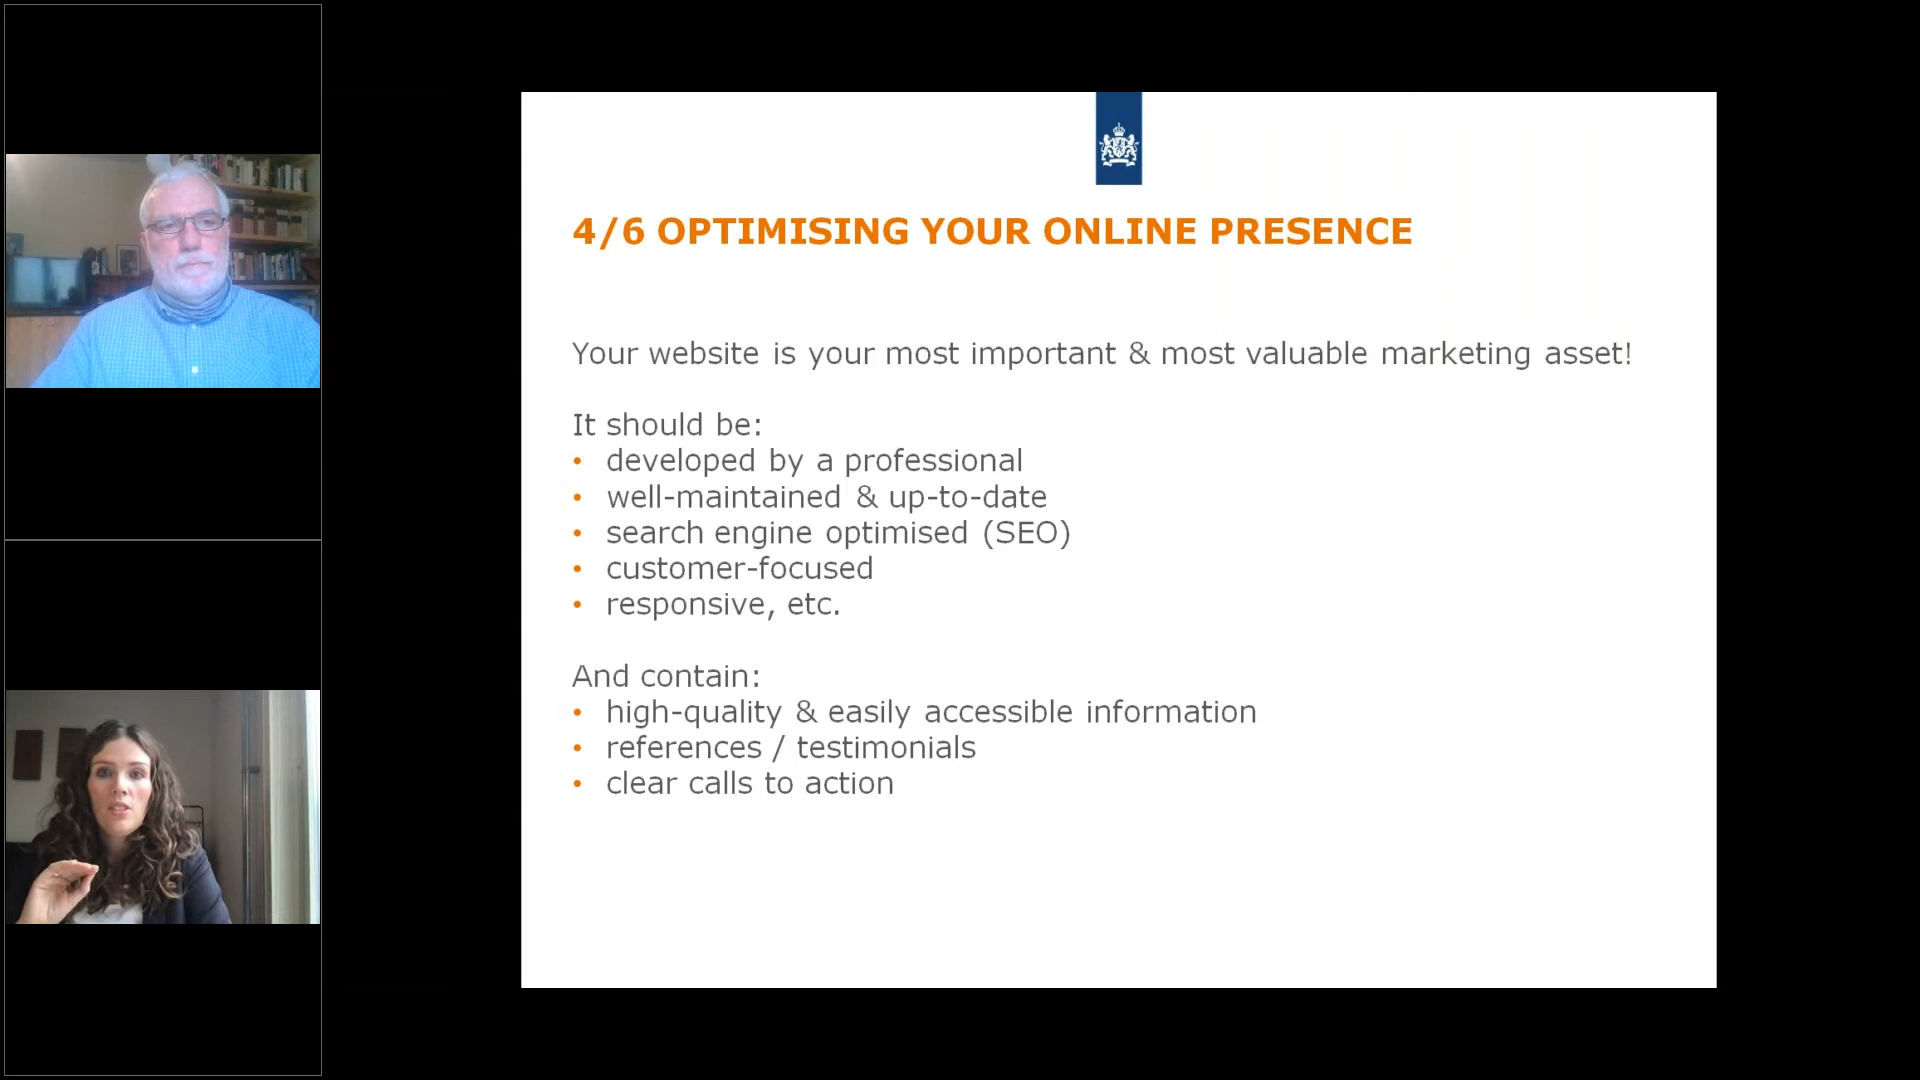 4/6 OPTIMISING YOUR ONLINE PRESENCE
Your website is your most important & most valuable marketing asset!
It should be:
• developed by a professional
• well-maintained & up-to-date
• search engine optimised (SEO)
• customer-focused
• responsive, etc.
And contain:
• high-quality & easily accessible information
• references / testimonials
• clear calls to action